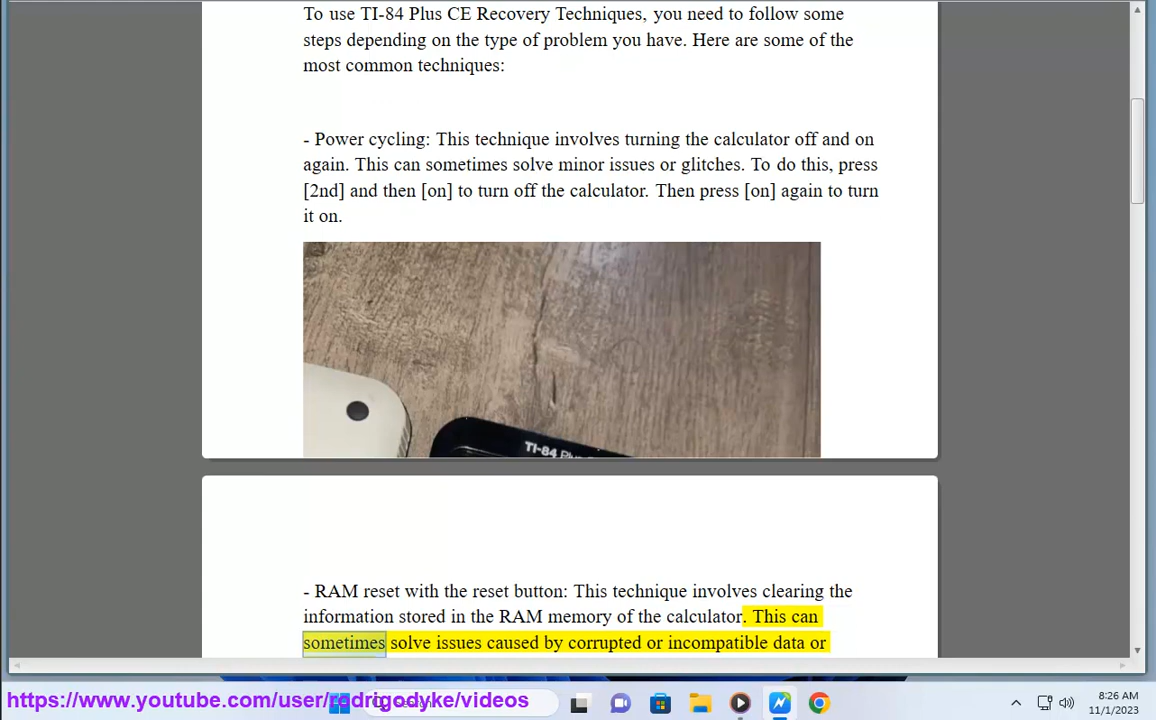 To use TI-84 Plus CE Recovery Techniques, you need to follow some
steps depending on the type of problem you have. Here are some of the
most common techniques:
- Power cycling: This technique involves turning the calculator off and on
again. This can sometimes solve minor issues or glitches. To do this, press
[2nd] and then [on] to turn off the calculator. Then press [on] again to turn
it on.
TI-84 Plus
- RAM reset with the reset button: This technique involves clearing the
information stored in the RAM memory of the calculator. This can
sometimes solve issues caused by corrupted or incompatible data or
https://www.youtube.com/user/rodrigodyke/videos
8:26 AM
11/1/2023